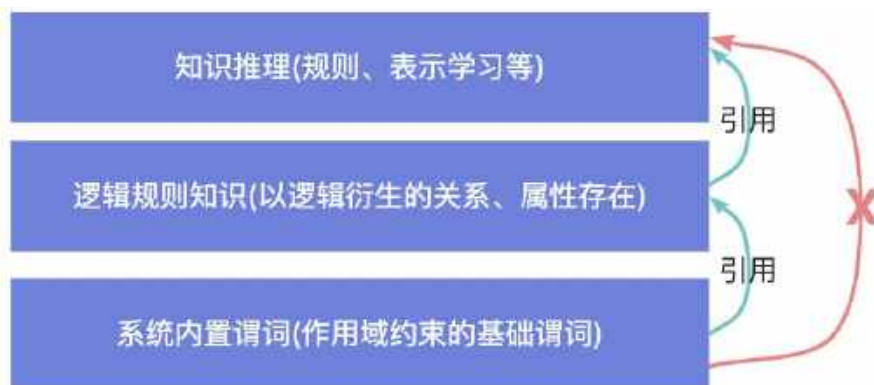 知识推理(规则、表示学习等)
引用
逻辑规则知识(以逻辑衍生的关系、属性存在)
X
引用
系统内置谓词(作用域约束的基础谓词)